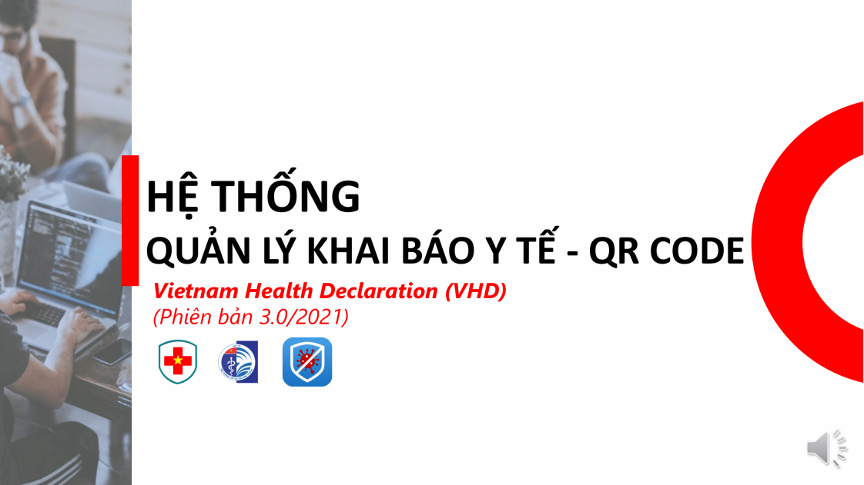 HỆ THỐNG
QUẢN LÝ KHAI BÁO Y TẾ - QR CODE
Vietnam Health Declaration (VHD)
(Phiên bản 3.0/2021)